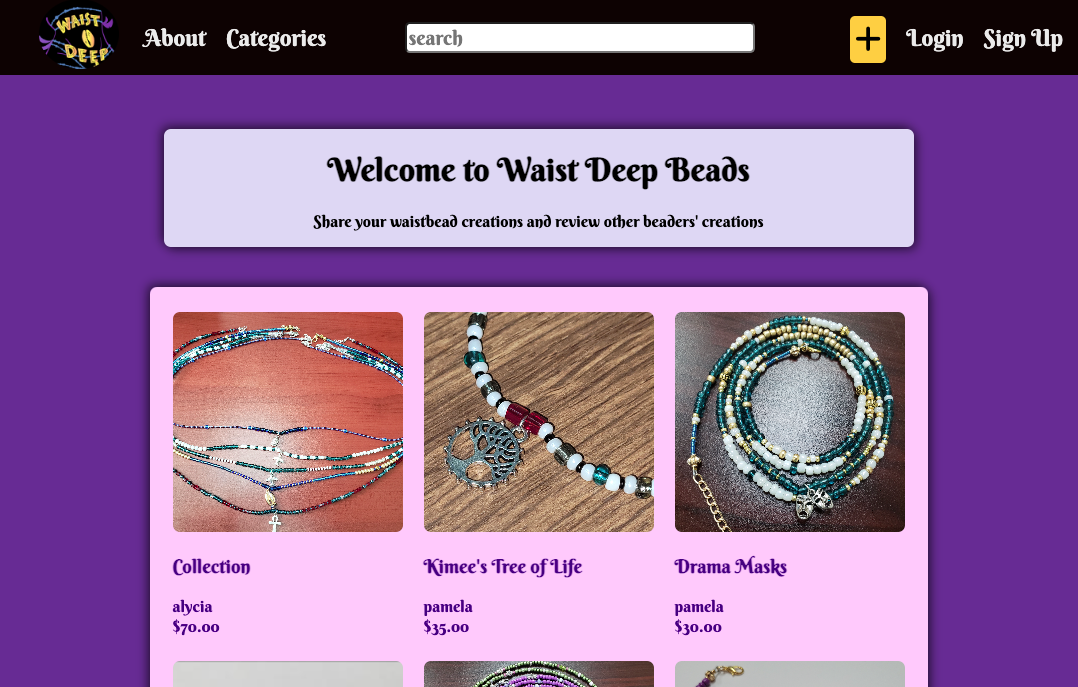 WAIST
DEEP
About Categories search + Login Sign Up
Welcome to Waist Deep Beads
Share your waistbead creations and review other beaders' creations
Collection Kimee's Tree of Life Drama Masks
alycia pamela pamela
$70.00 $35.00 $30.00